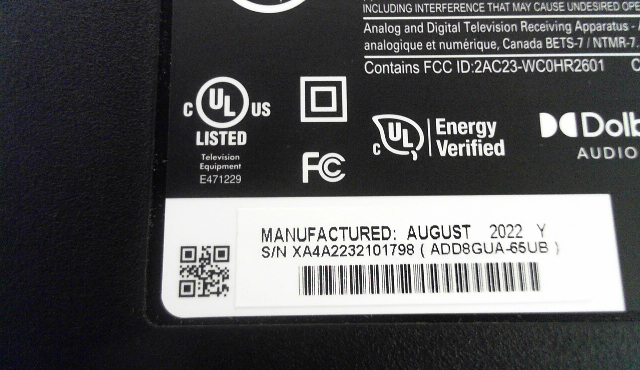 INCLUDING INTERFERENCE THAT MAY CAUSE UNDESIRED OPE
Analog and Digital Television Receiving Apparatus -
analogique et numérique, Canada BETS-7 / NTMR-7.
Contains FCC ID:2AC23-WC0HR2601 C
C UL US
LISTED
Television
Equipment
E471229
FC
C UL Energy
Verified
Dolb
AUDIO
MANUFACTURED: AUGUST 2022 Y
S/N XA4A2232101798 ( ADD8GUA-65UB )